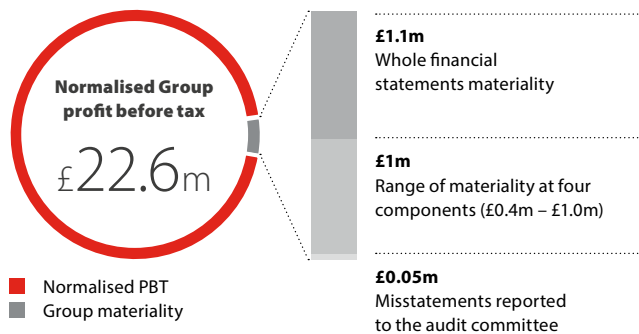 Normalised Group
profit before tax
£22.6m
Normalised PBT
Group materiality
£1.1m
Whole financial
statements materiality
£1m
Range of materiality at four
components (£0.4m – £1.0m)
£0.05m
Misstatements reported
to the audit committee